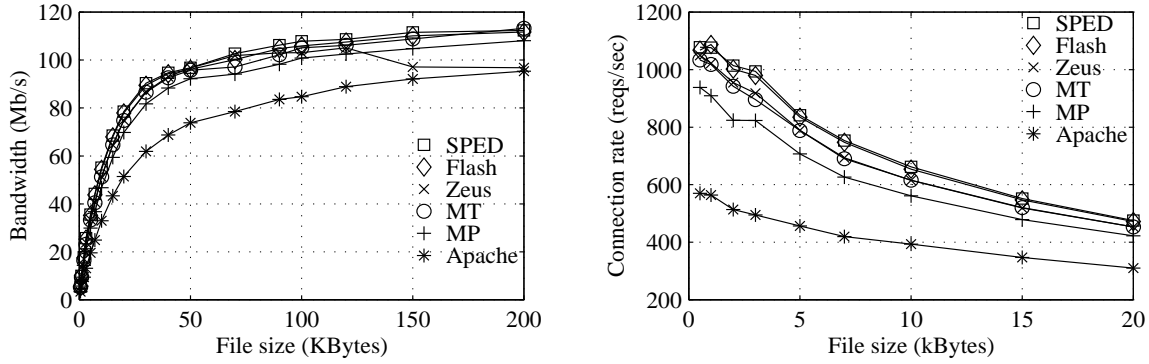 120
100
80
60
40
20
0
Bandwidth (Mb/s)
SPED
Flash
Zeus
MT
MP
Apache
0 50 100 150 200
File size (KBytes)
1200
1000
800
600
400
200
Connection rate (reqs/sec)
SPED
Flash
Zeus
MT
MP
Apache
0 5 10 15 20
File size (kBytes)